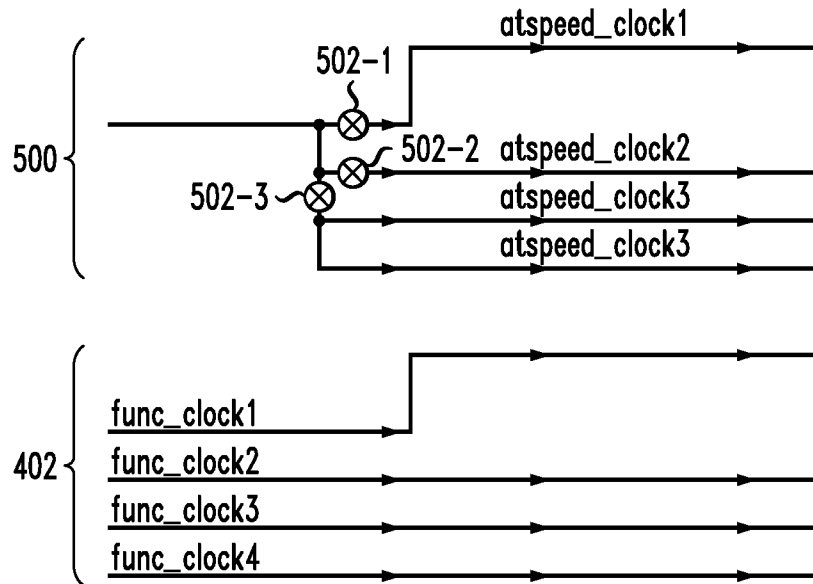 atspeed_clock1
502-1
500
502-2
atspeed_clock2
502-3
atspeed_clock3
atspeed_clock3
func_clock1
402
func_clock2
func_clock3
func_clock4